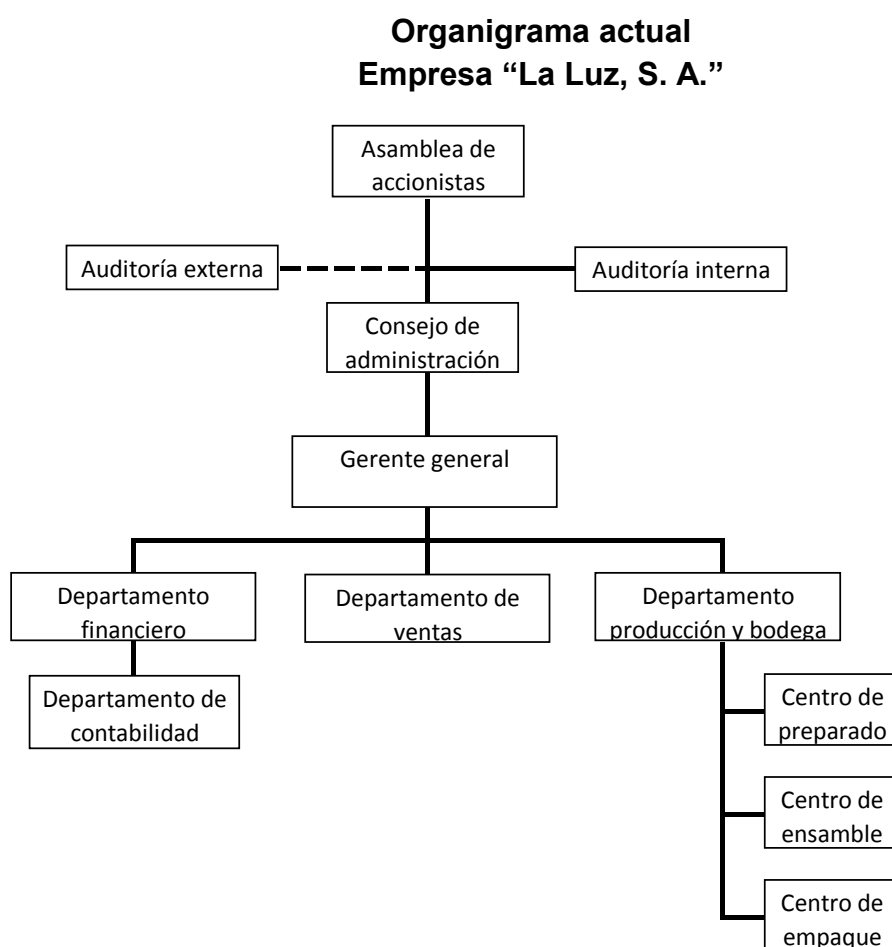 Organigrama actual
Empresa “La Luz, S. A.”
Asamblea de
accionistas
Auditoría externa
Auditoría interna
Consejo de
administración
Gerente general
Departamento
financiero
Departamento de
ventas
Departamento
producción y bodega
Departamento de
contabilidad
Centro de
preparado
Centro de
ensamble
Centro de
empaque